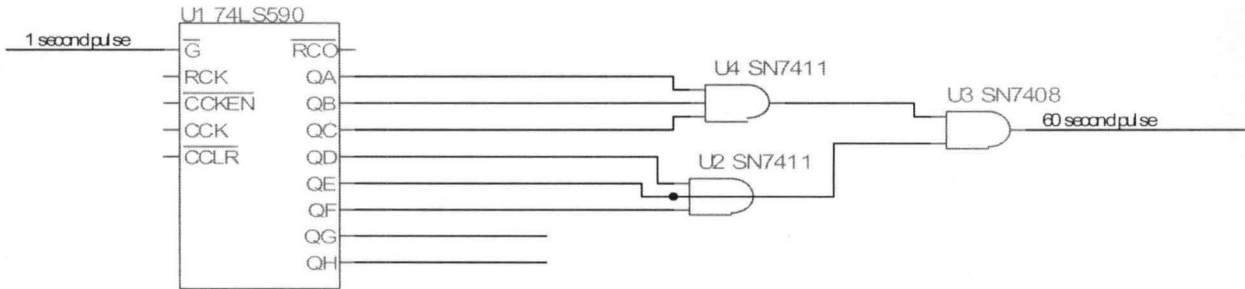 U1 74LS590
1 second pulse
G
RCK
CCKEN
CCK
CCLR
RCO
QA
QB
QC
QD
QE
QF
QG
QH
U4 SN7411
U2 SN7411
U3 SN7408
60 second pulse